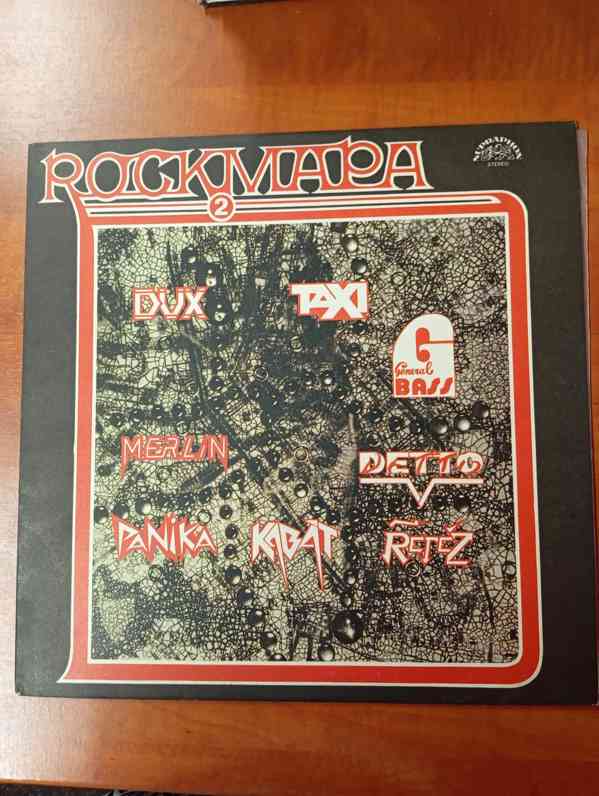 ROCKMAPA
2
SUPRAPHON
STEREO
DUX
TAXI
G
General
BASS
MERLIN
DETTO
PANIKA
KABÁT
ŘETĚZ